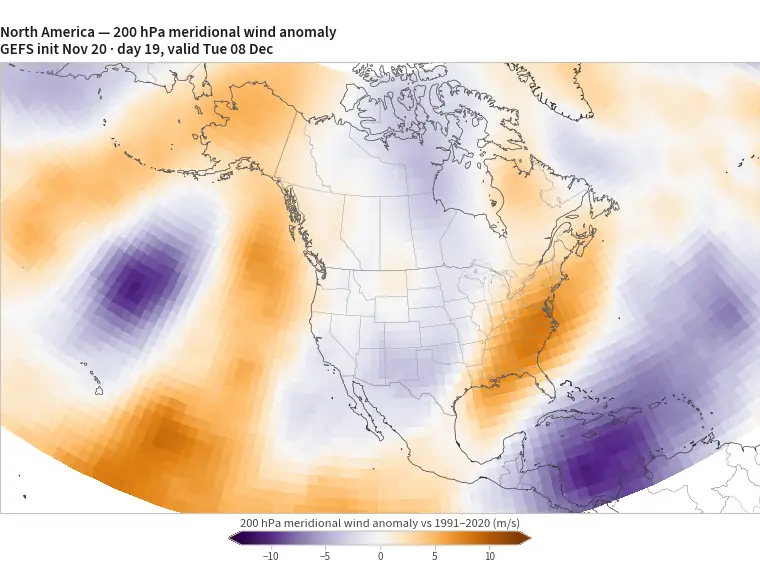 North America — 200 hPa meridional wind anomaly
GEFS init Nov 20 · day 19, valid Tue 08 Dec
200 hPa meridional wind anomaly vs 1991–2020 (m/s)
−10 −5 0 5 10